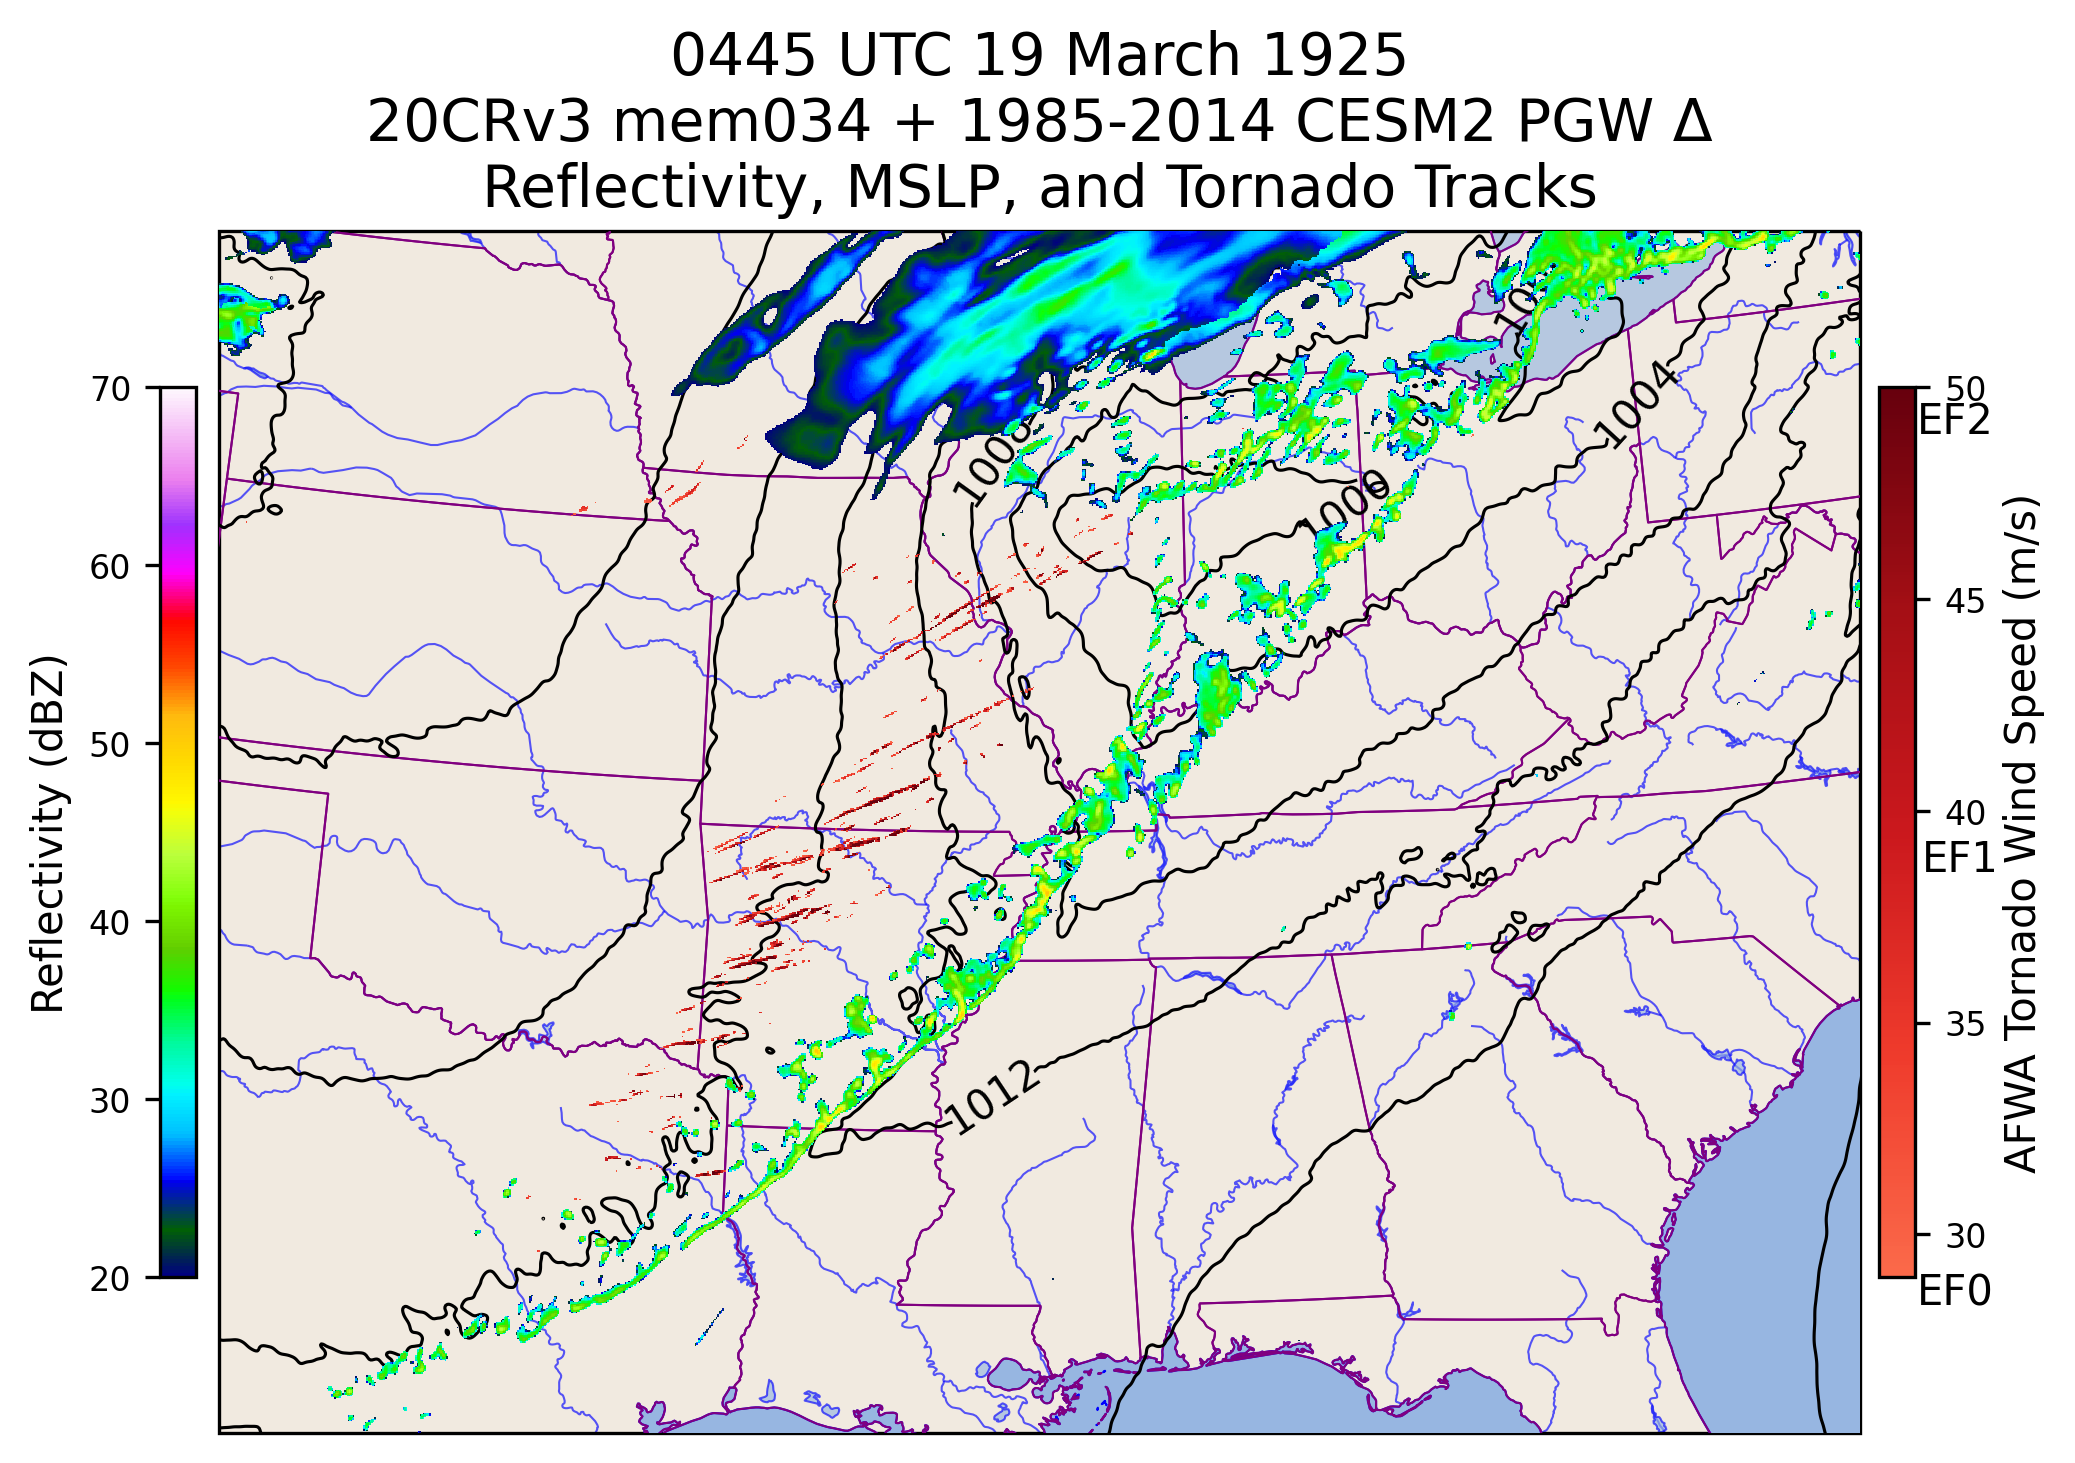 0445 UTC 19 March 1925
20CRv3 mem034 + 1985-2014 CESM2 PGW Δ
Reflectivity, MSLP, and Tornado Tracks
Reflectivity (dBZ)
70
60
50
40
30
20
1008
1004
1000
1012
50
EF2
45
40
EF1
35
30
EF0
AFWA Tornado Wind Speed (m/s)